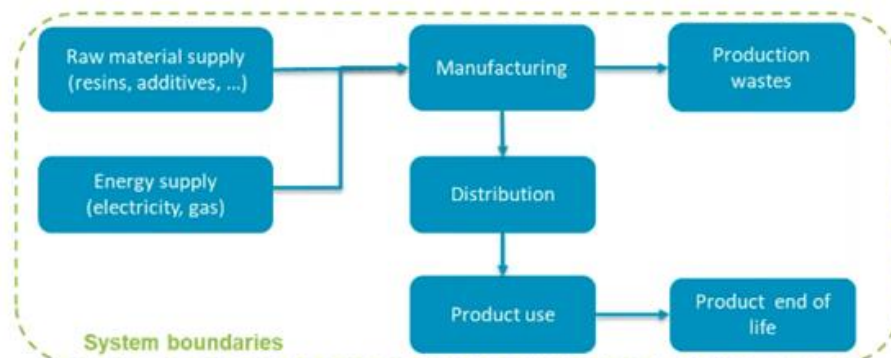 Raw material supply
(resins, additives, ...)
Manufacturing
Production
wastes
Energy supply
(electricity, gas)
Distribution
Product use
Product end of
life
System boundaries